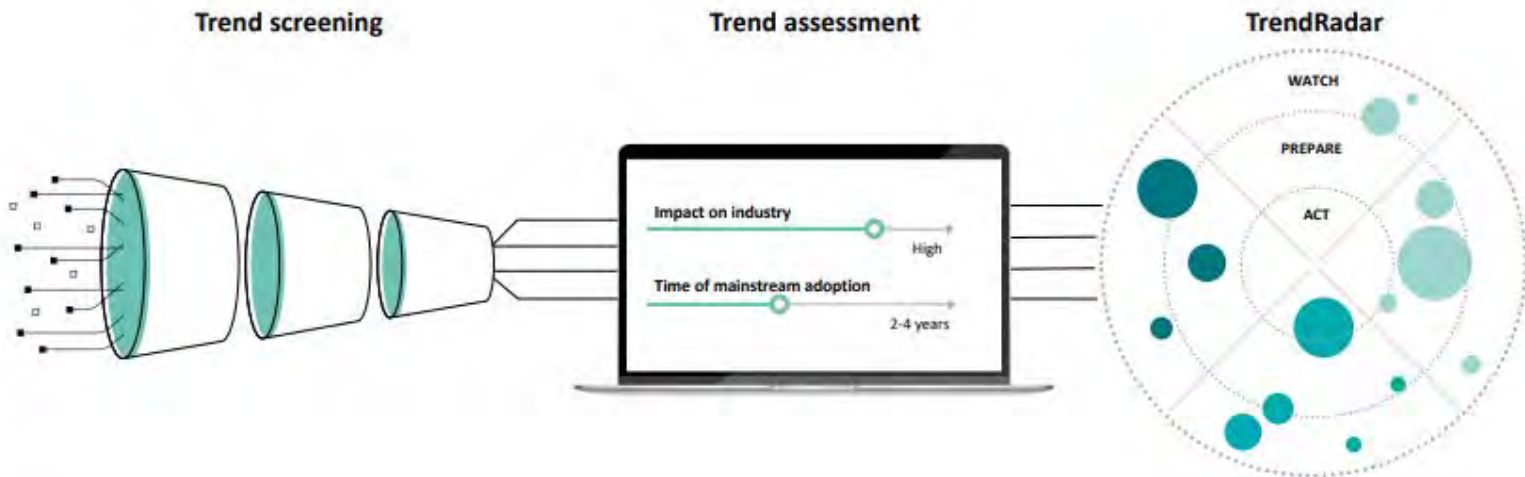 Trend screening
Trend assessment
TrendRadar
Impact on industry
High
Time of mainstream adoption
2-4 years
WATCH
PREPARE
ACT